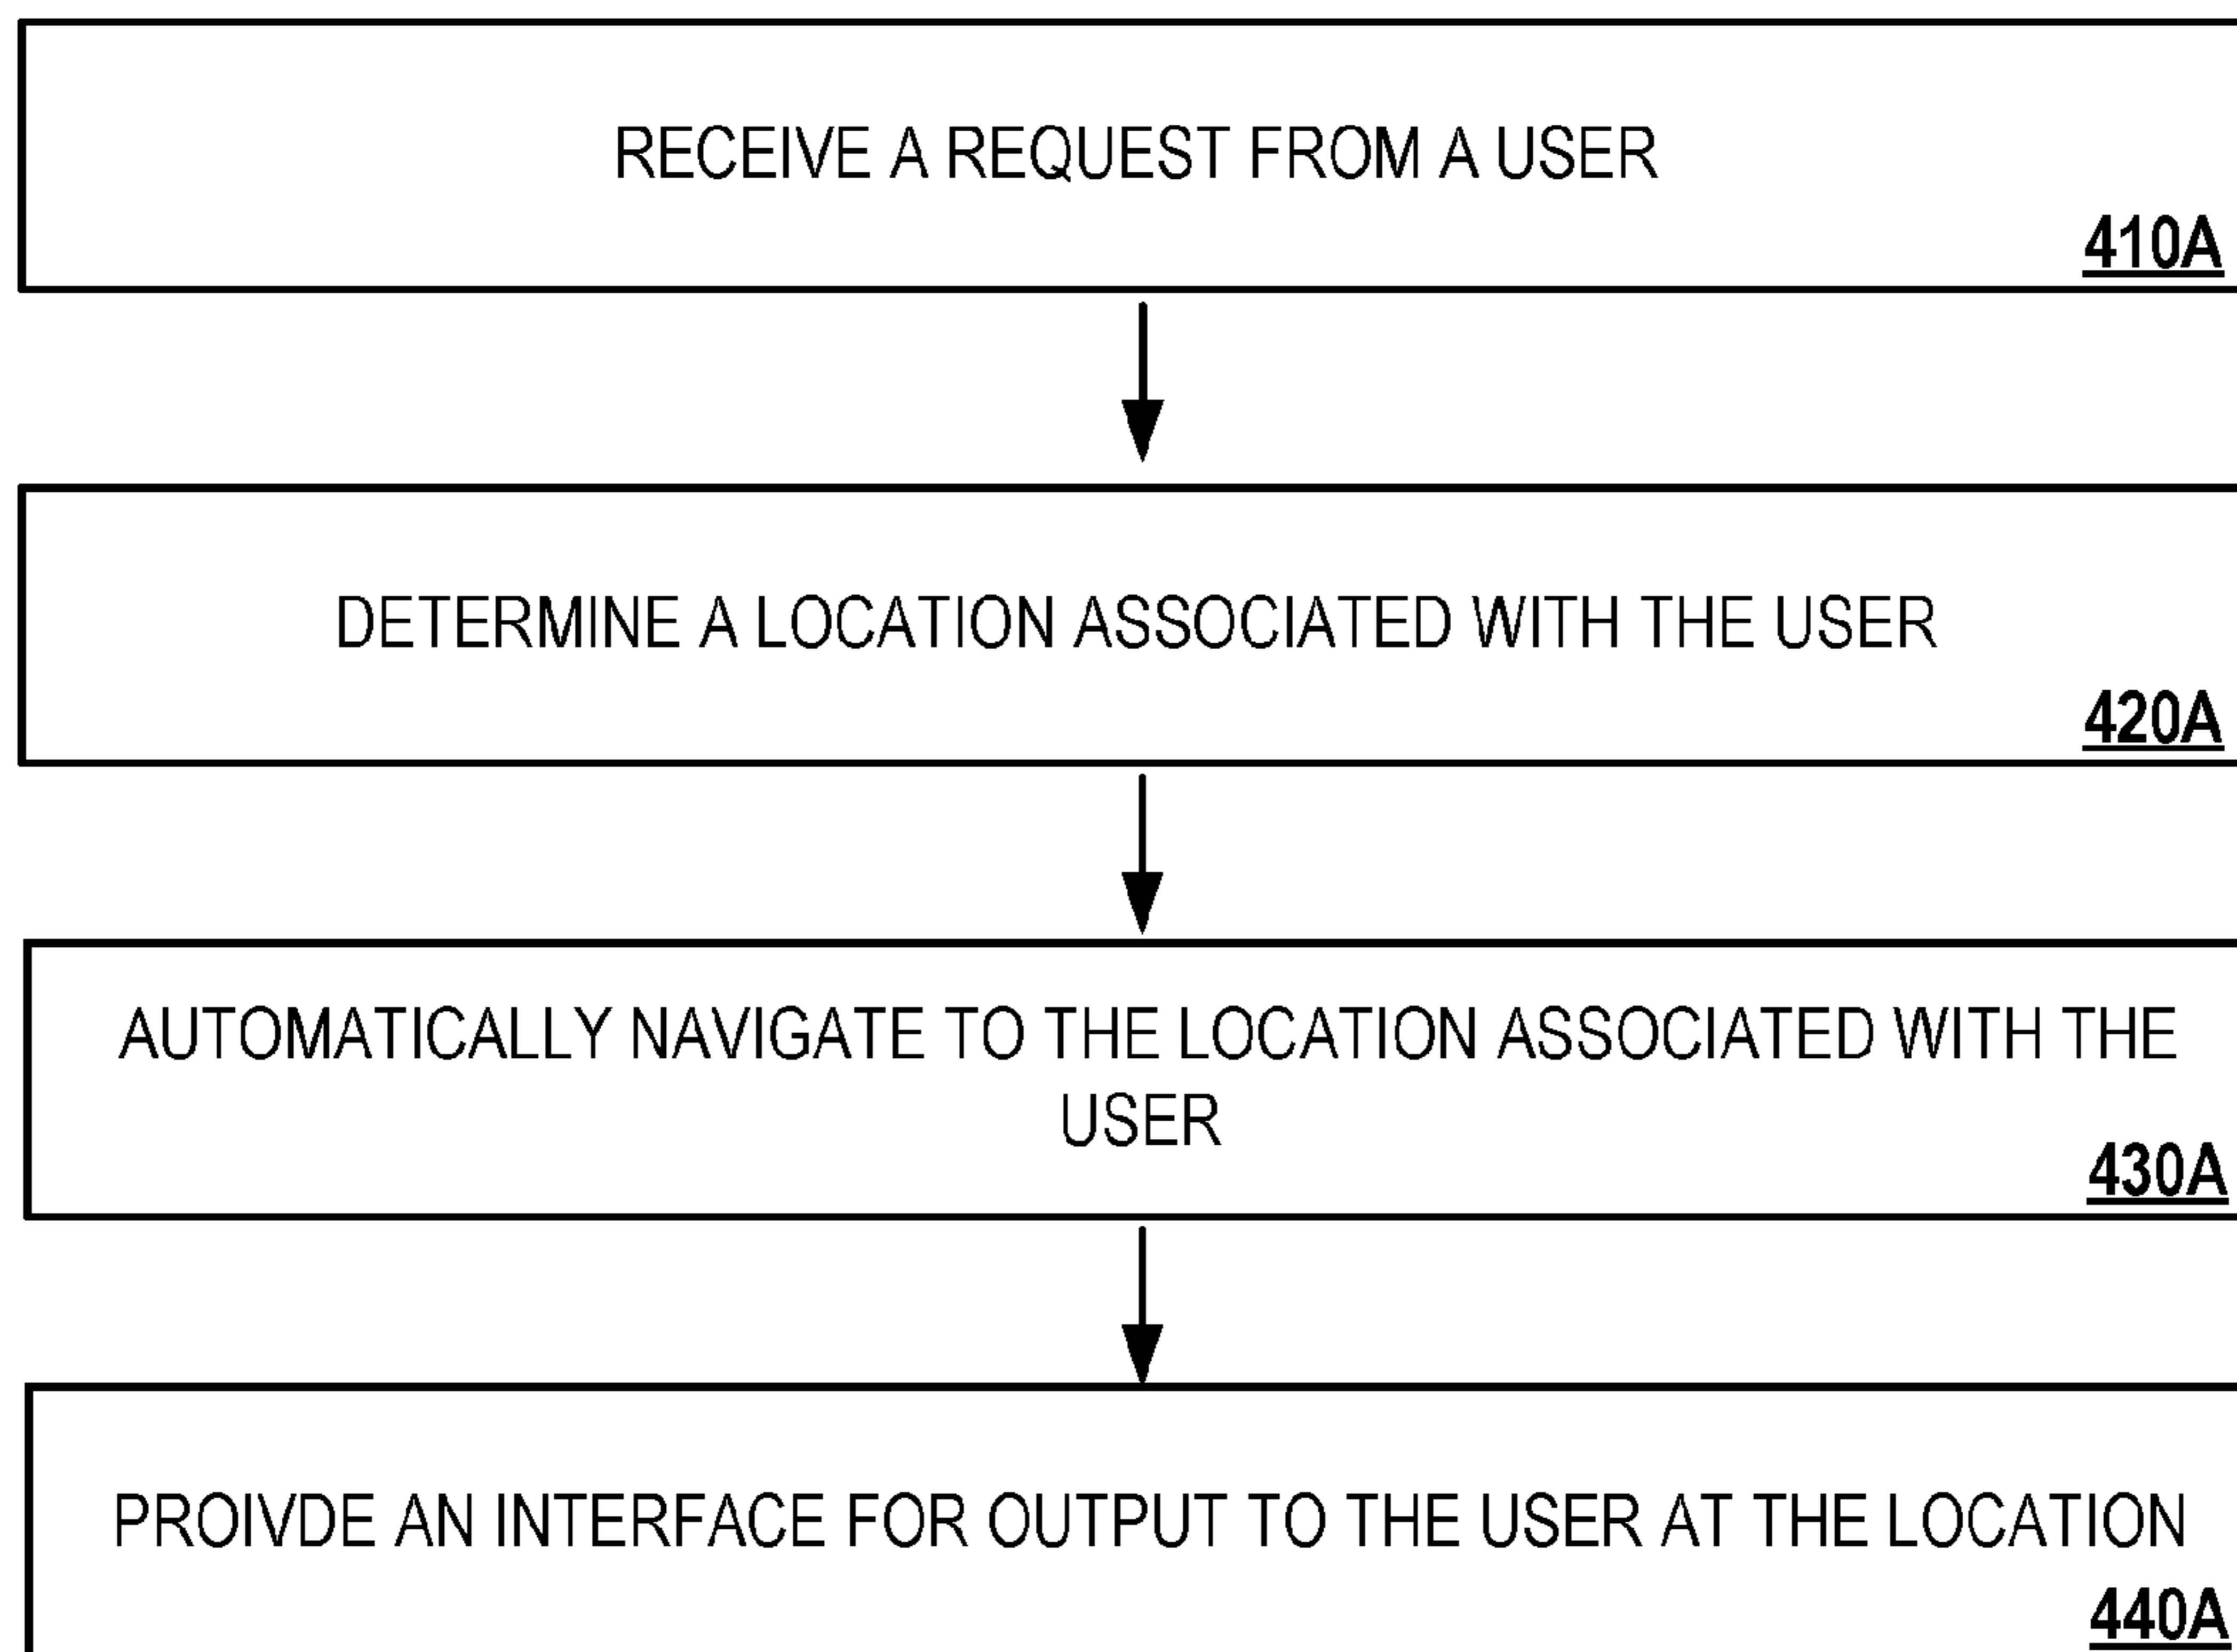 RECEIVE A REQUEST FROM A USER
410A
DETERMINE A LOCATION ASSOCIATED WITH THE USER
420A
AUTOMATICALLY NAVIGATE TO THE LOCATION ASSOCIATED WITH THE
USER
430A
PROIVDE AN INTERFACE FOR OUTPUT TO THE USER AT THE LOCATION
440A